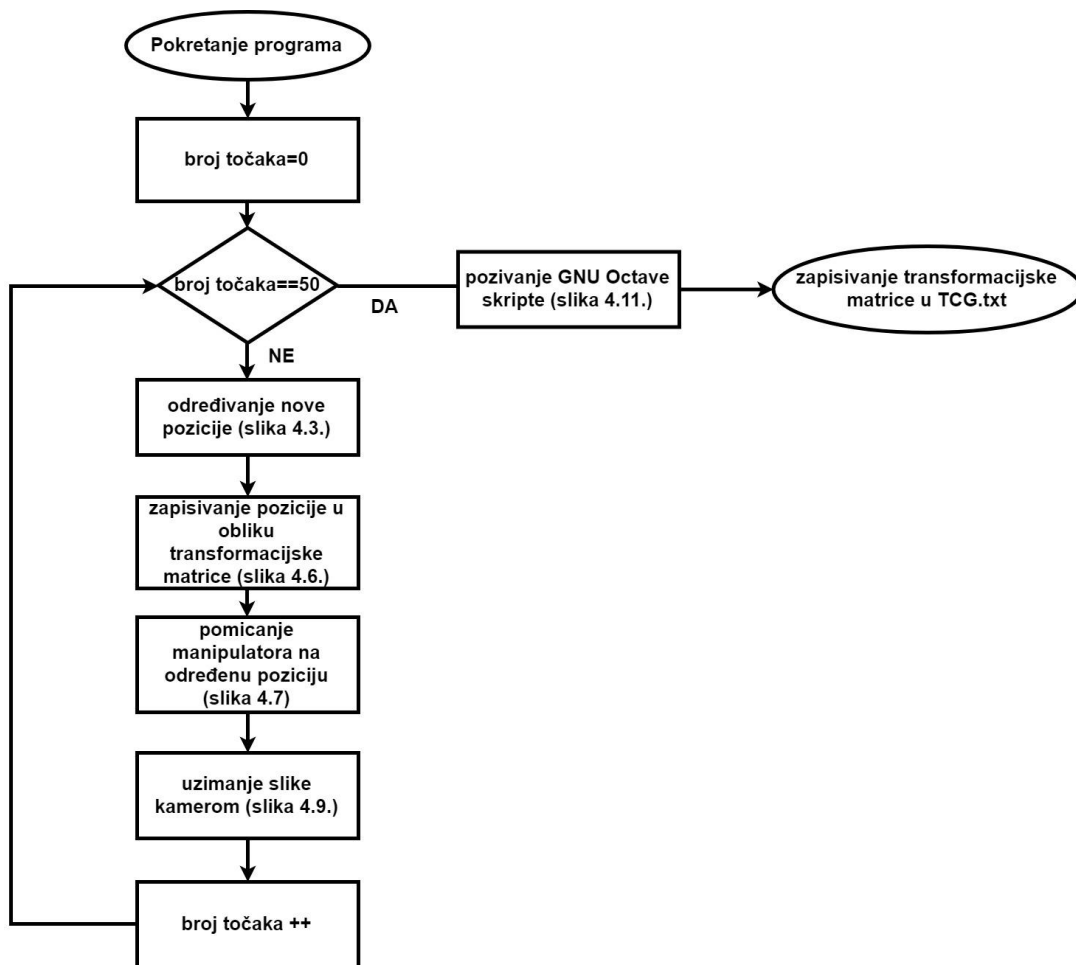 Pokretanje programa
broj točaka=0
broj točaka==50
DA
pozivanje GNU Octave
skripte (slika 4.11.)
zapisivanje transformacijske
matrice u TCG.txt
NE
određivanje nove
pozicije (slika 4.3.)
zapisivanje pozicije u
obliku
transformacijske
matrice (slika 4.6.)
pomicanje
manipulatora na
određenu poziciju
(slika 4.7)
uzimanje slike
kamerom (slika 4.9.)
broj točaka ++